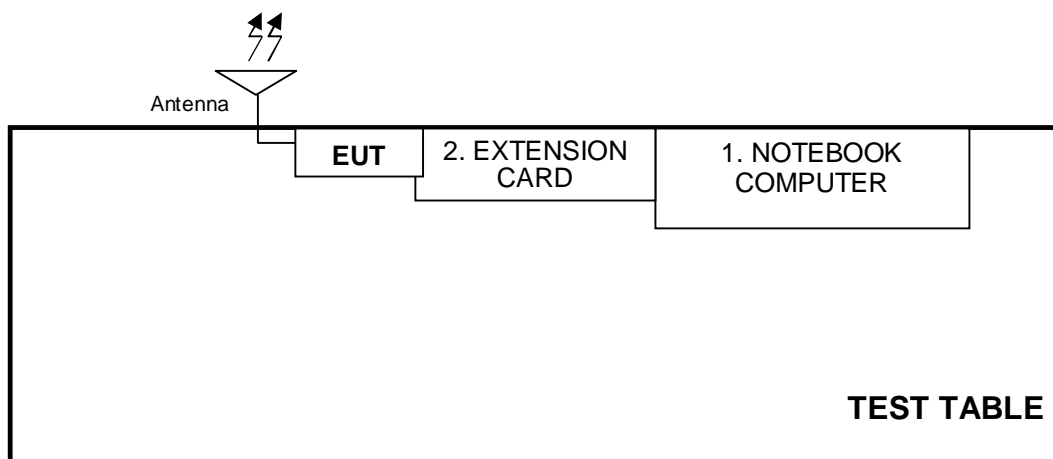 Antenna
EUT
2. EXTENSION
CARD
1. NOTEBOOK
COMPUTER
TEST TABLE